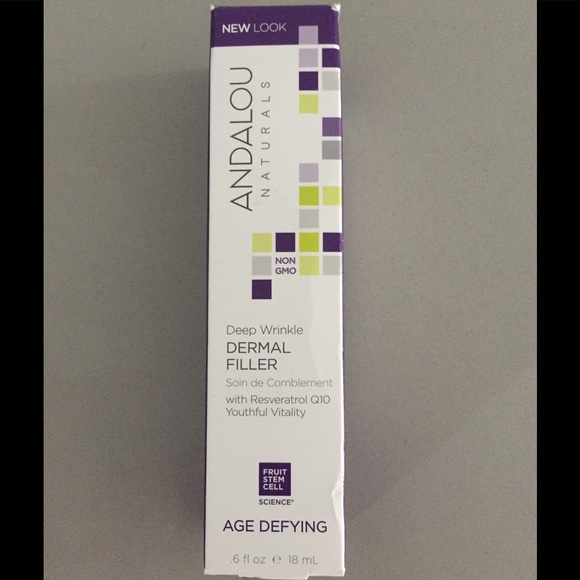 NEW LOOK
ANDALOU
NATURALS
NON
GMO
Deep Wrinkle
DERMAL
FILLER
Soin de Comblement
with Resveratrol Q10
Youthful Vitality
FRUIT
STEM
CELL
SCIENCE®
AGE DEFYING
.6 fl oz ℮ 18 mL